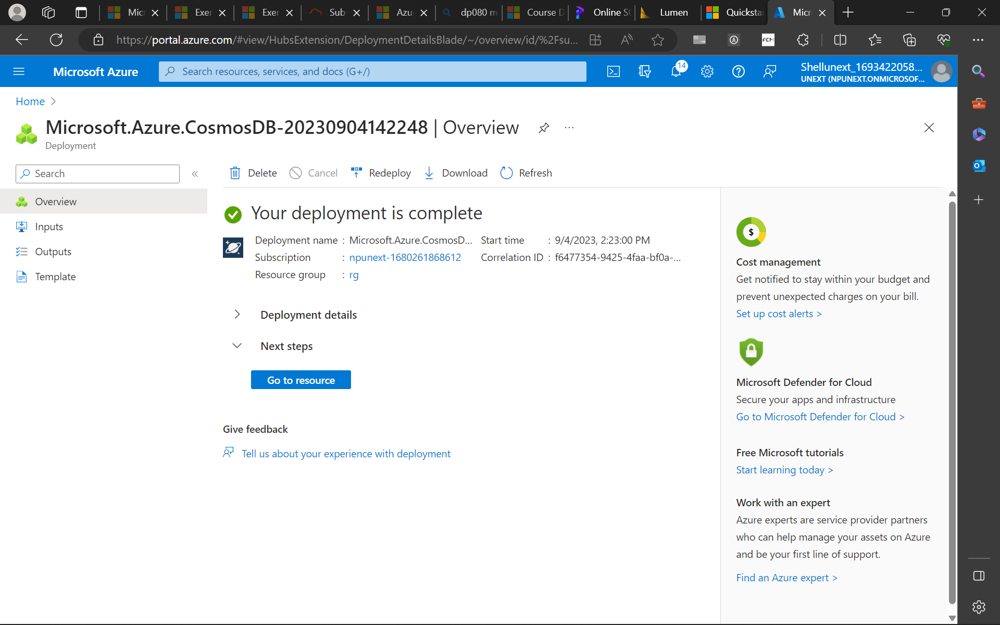 Mic
Exer
Exer
Sub
Azu
dp080 m
Course D
Online S
Lumen
Quicksta
Micr
https://portal.azure.com/#view/HubsExtension/DeploymentDetailsBlade/~/overview/id/%2Fsu...
Microsoft Azure
Search resources, services, and docs (G+/)
14
Shellunext_1693422058...
UNEXT (NPUNEXT.ONMICROSOF...
Home
Microsoft.Azure.CosmosDB-20230904142248 | Overview
Deployment
Search
Overview
Inputs
Outputs
Template
Delete
Cancel
Redeploy
Download
Refresh
Your deployment is complete
Deployment name : Microsoft.Azure.CosmosD...
Subscription : npunext-1680261868612
Resource group : rg
Start time : 9/4/2023, 2:23:00 PM
Correlation ID : f6477354-9425-4faa-bf0a-...
Deployment details
Next steps
Go to resource
Give feedback
Tell us about your experience with deployment
Cost management
Get notified to stay within your budget and
prevent unexpected charges on your bill.
Set up cost alerts >
Microsoft Defender for Cloud
Secure your apps and infrastructure
Go to Microsoft Defender for Cloud >
Free Microsoft tutorials
Start learning today >
Work with an expert
Azure experts are service provider partners
who can help manage your assets on Azure
and be your first line of support.
Find an Azure expert >